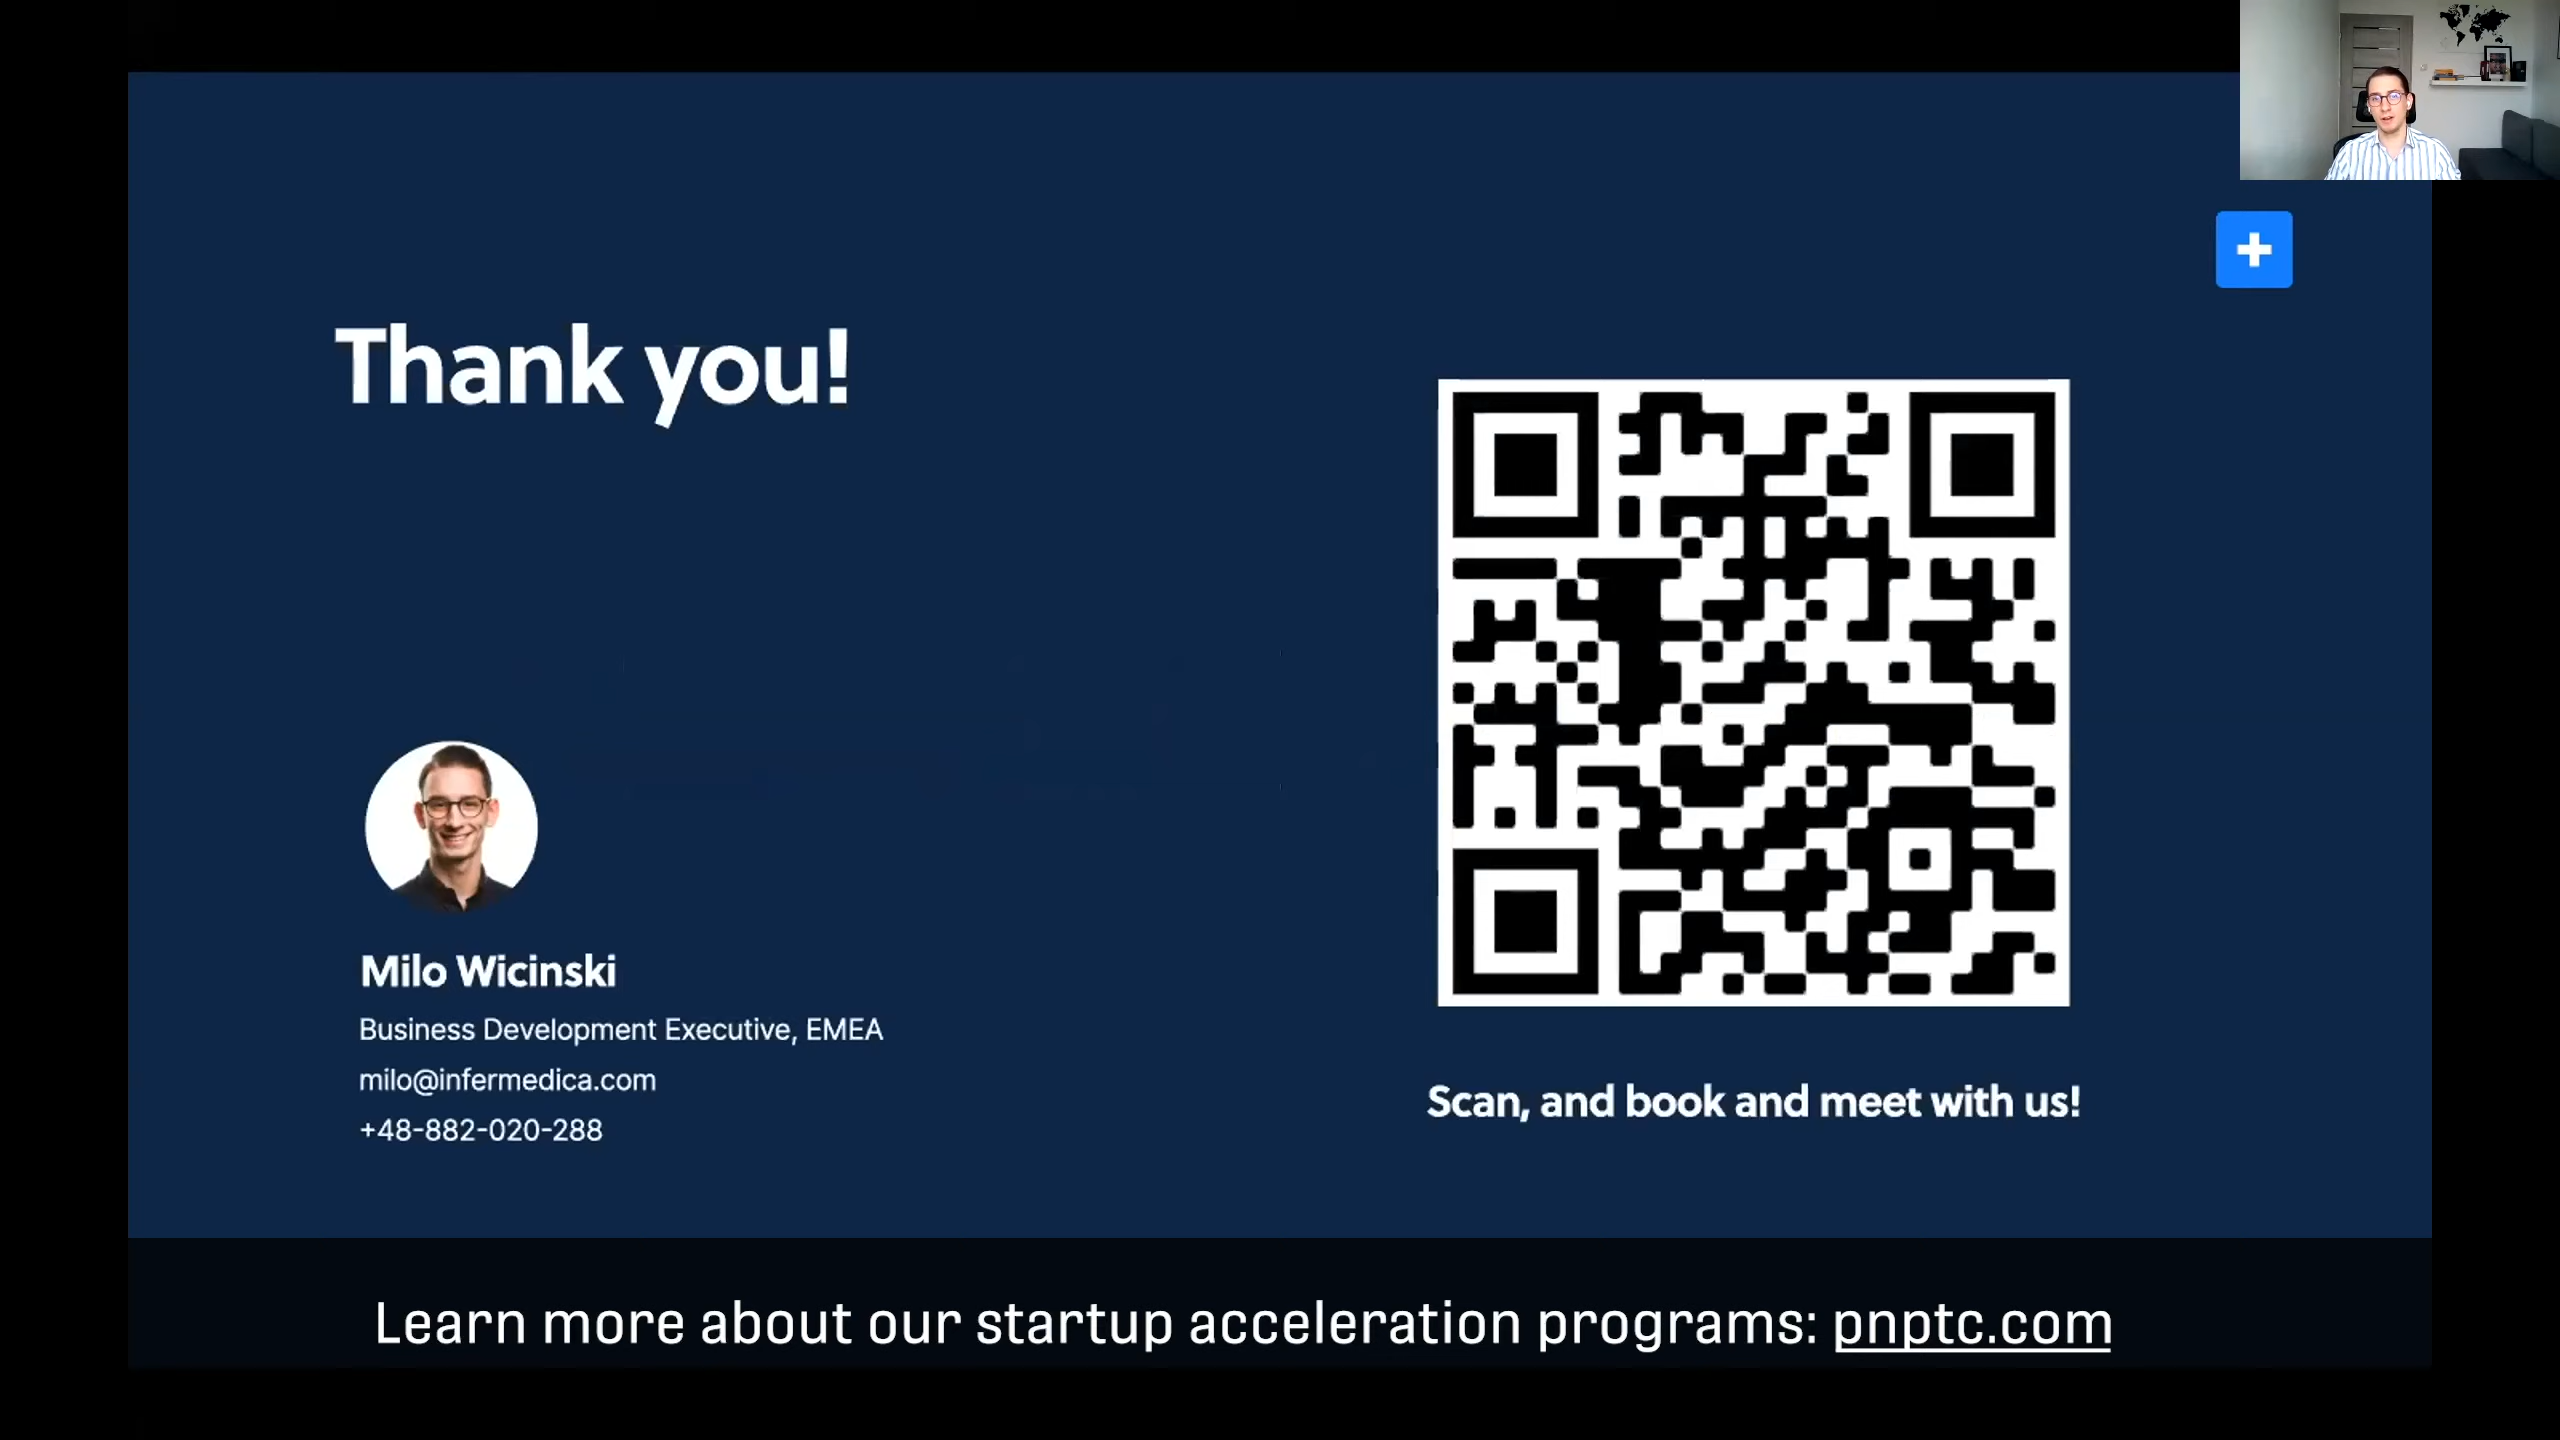 Thank you!
Milo Wicinski
Business Development Executive, EMEA
milo@infermedica.com
+48-882-020-288
Scan, and book and meet with us!
Learn more about our startup acceleration programs: pnptc.com